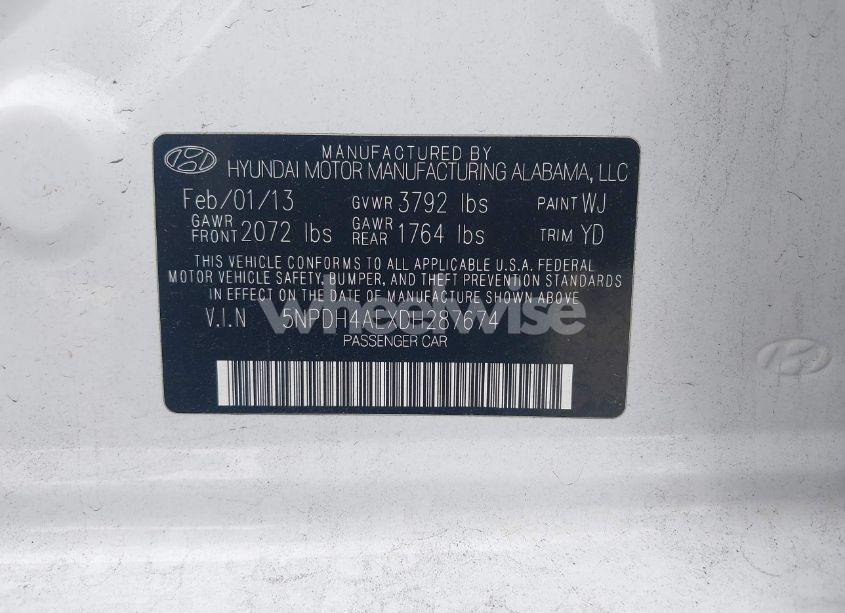 MANUFACTURED BY
HYUNDAI MOTOR MANUFACTURING ALABAMA, LLC
Feb/01/13 GVWR 3792 lbs PAINT WJ
GAWR FRONT 2072 lbs GAWR REAR 1764 lbs TRIM YD
THIS VEHICLE CONFORMS TO ALL APPLICABLE U.S.A. FEDERAL
MOTOR VEHICLE SAFETY, BUMPER, AND THEFT PREVENTION STANDARDS
IN EFFECT ON THE DATE OF MANUFACTURE SHOWN ABOVE
V.I.N 5NPDH4AEXDH287674
PASSENGER CAR
wheelwise